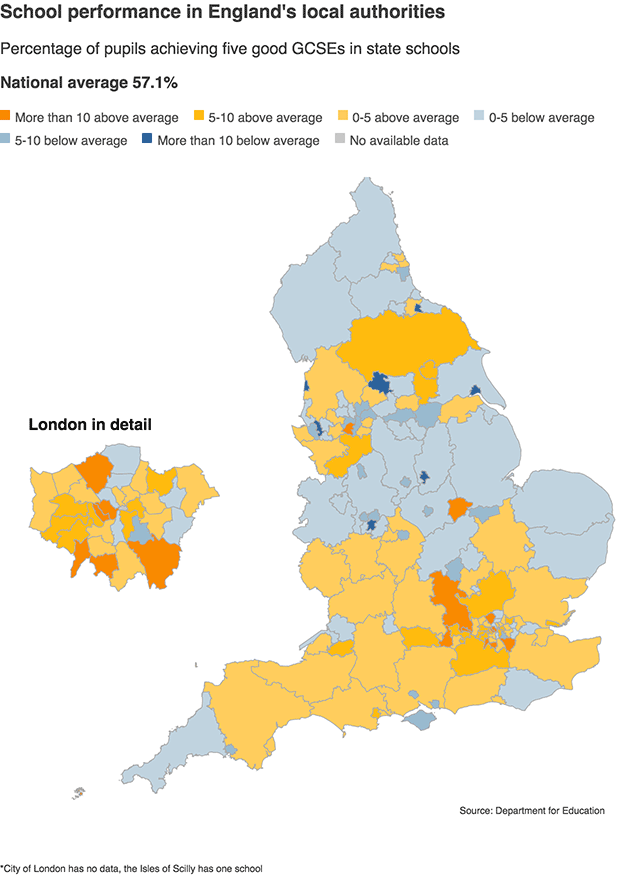 School performance in England's local authorities
Percentage of pupils achieving five good GCSEs in state schools
National average 57.1%
More than 10 above average 5-10 above average 0-5 above average 0-5 below average
5-10 below average More than 10 below average No available data
London in detail
Source: Department for Education
*City of London has no data, the Isles of Scilly has one school